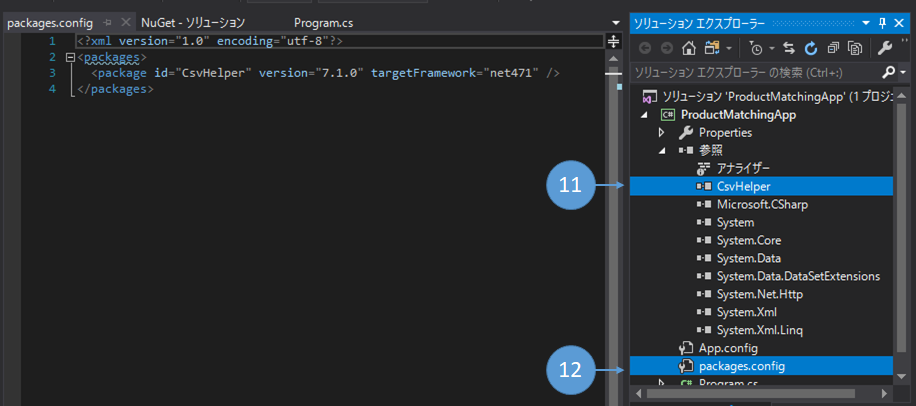 packages.config
NuGet - ソリューション
Program.cs
1 <?xml version="1.0" encoding="utf-8"?>
2 <packages>
3 <package id="CsvHelper" version="7.1.0" targetFramework="net471" />
4 </packages>
ソリューション エクスプローラー
ソリューション エクスプローラー の検索 (Ctrl+:)
ソリューション 'ProductMatchingApp' (1 プロジ
C# ProductMatchingApp
Properties
参照
アナライザー
11
CsvHelper
Microsoft.CSharp
System
System.Core
System.Data
System.Data.DataSetExtensions
System.Net.Http
System.Xml
System.Xml.Linq
App.config
12
packages.config
C# Program.cs